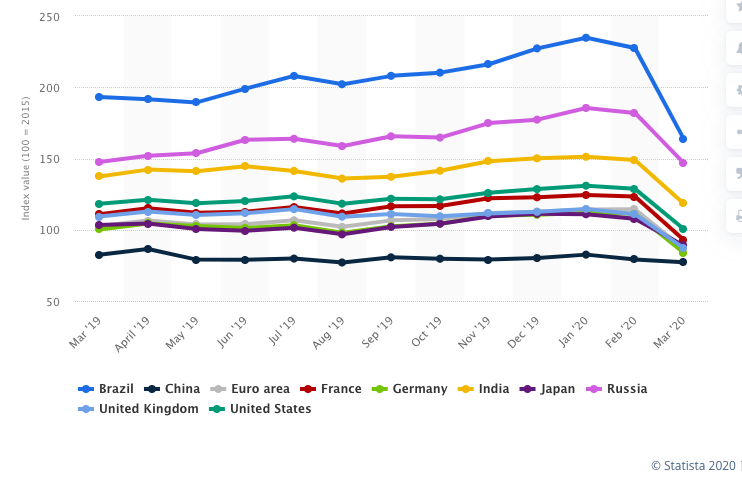 250
200
150
100
50
Index value (100 = 2015)
Mar '19
April '19
May '19
Jun '19
Jul '19
Aug '19
Sep '19
Oct '19
Nov '19
Dec '19
Jan '20
Feb '20
Mar '20
Brazil China Euro area France Germany India Japan Russia
United Kingdom United States
© Statista 2020